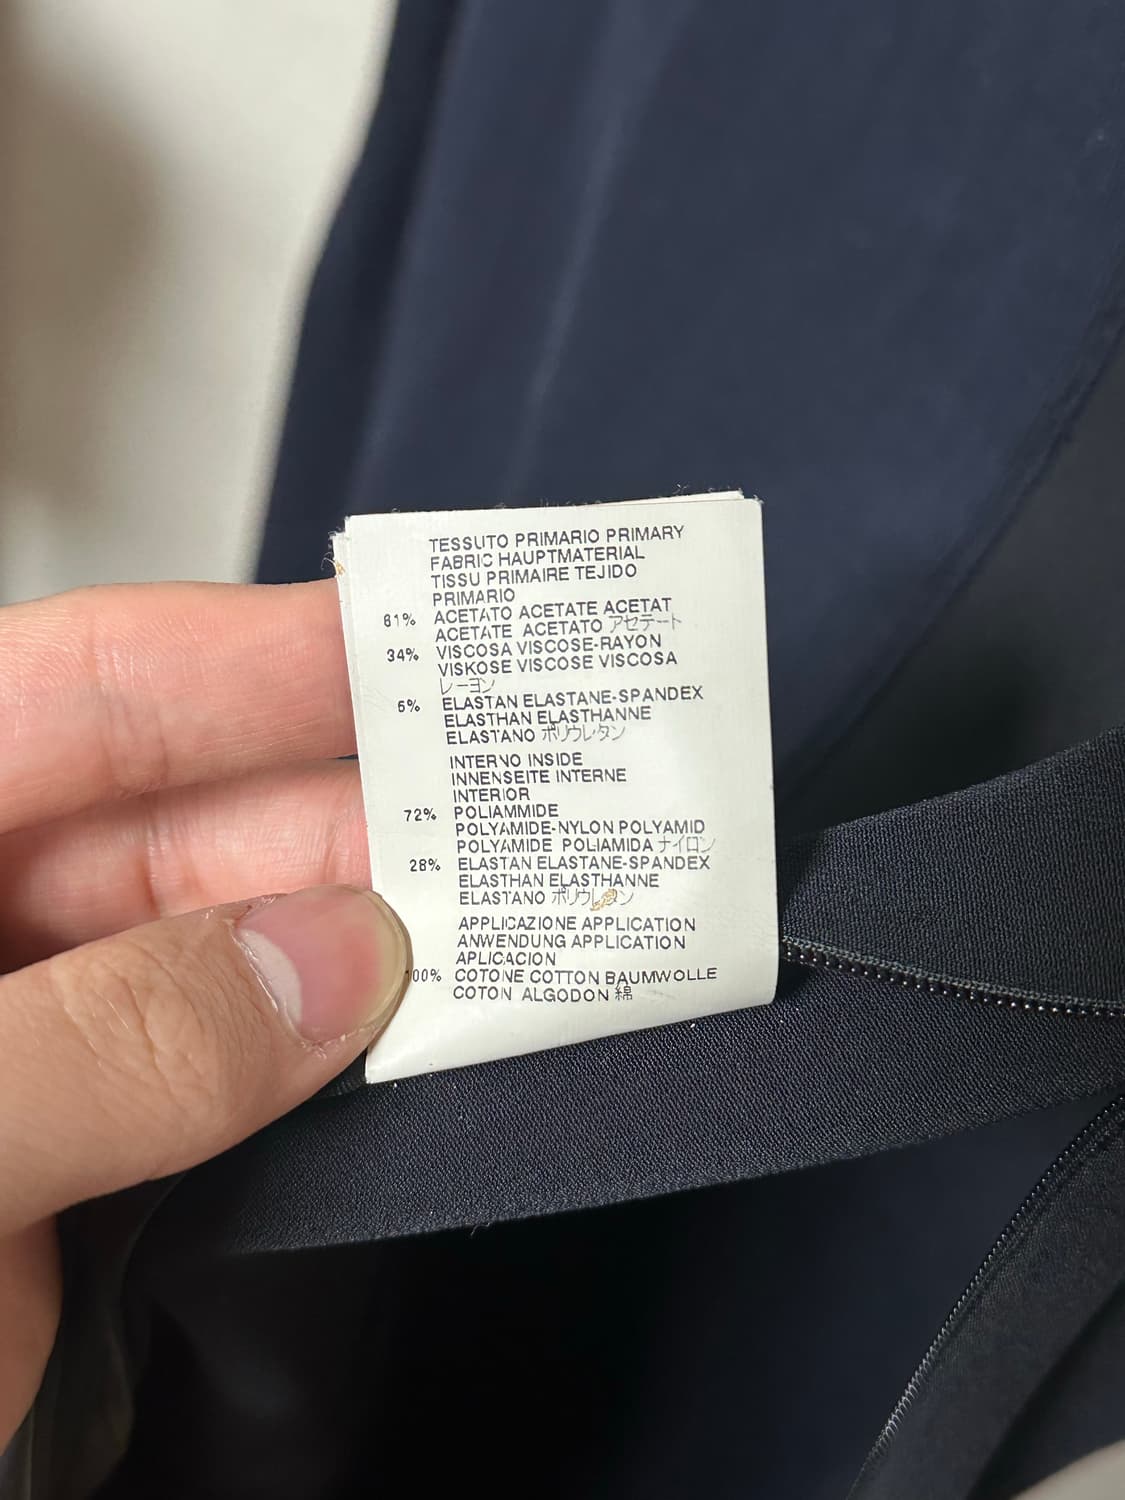 TESSUTO PRIMARIO PRIMARY
FABRIC HAUPTMATERIAL
TISSU PRIMAIRE TEJIDO
PRIMARIO
61% ACETATO ACETATE ACETAT
ACETATE ACETATO アセテート
34% VISCOSA VISCOSE-RAYON
VISKOSE VISCOSE VISCOSA
レーヨン
5% ELASTAN ELASTANE-SPANDEX
ELASTHAN ELASTHANNE
ELASTANO ポリウレタン
INTERNO INSIDE
INNENSEITE INTERNE
INTERIOR
72% POLIAMMIDE
POLYAMIDE-NYLON POLYAMID
POLYAMIDE POLIAMIDA ナイロン
28% ELASTAN ELASTANE-SPANDEX
ELASTHAN ELASTHANNE
ELASTANO ポリウレタン
APPLICAZIONE APPLICATION
ANWENDUNG APPLICATION
APLICACION
100% COTONE COTTON BAUMWOLLE
COTON ALGODON 綿